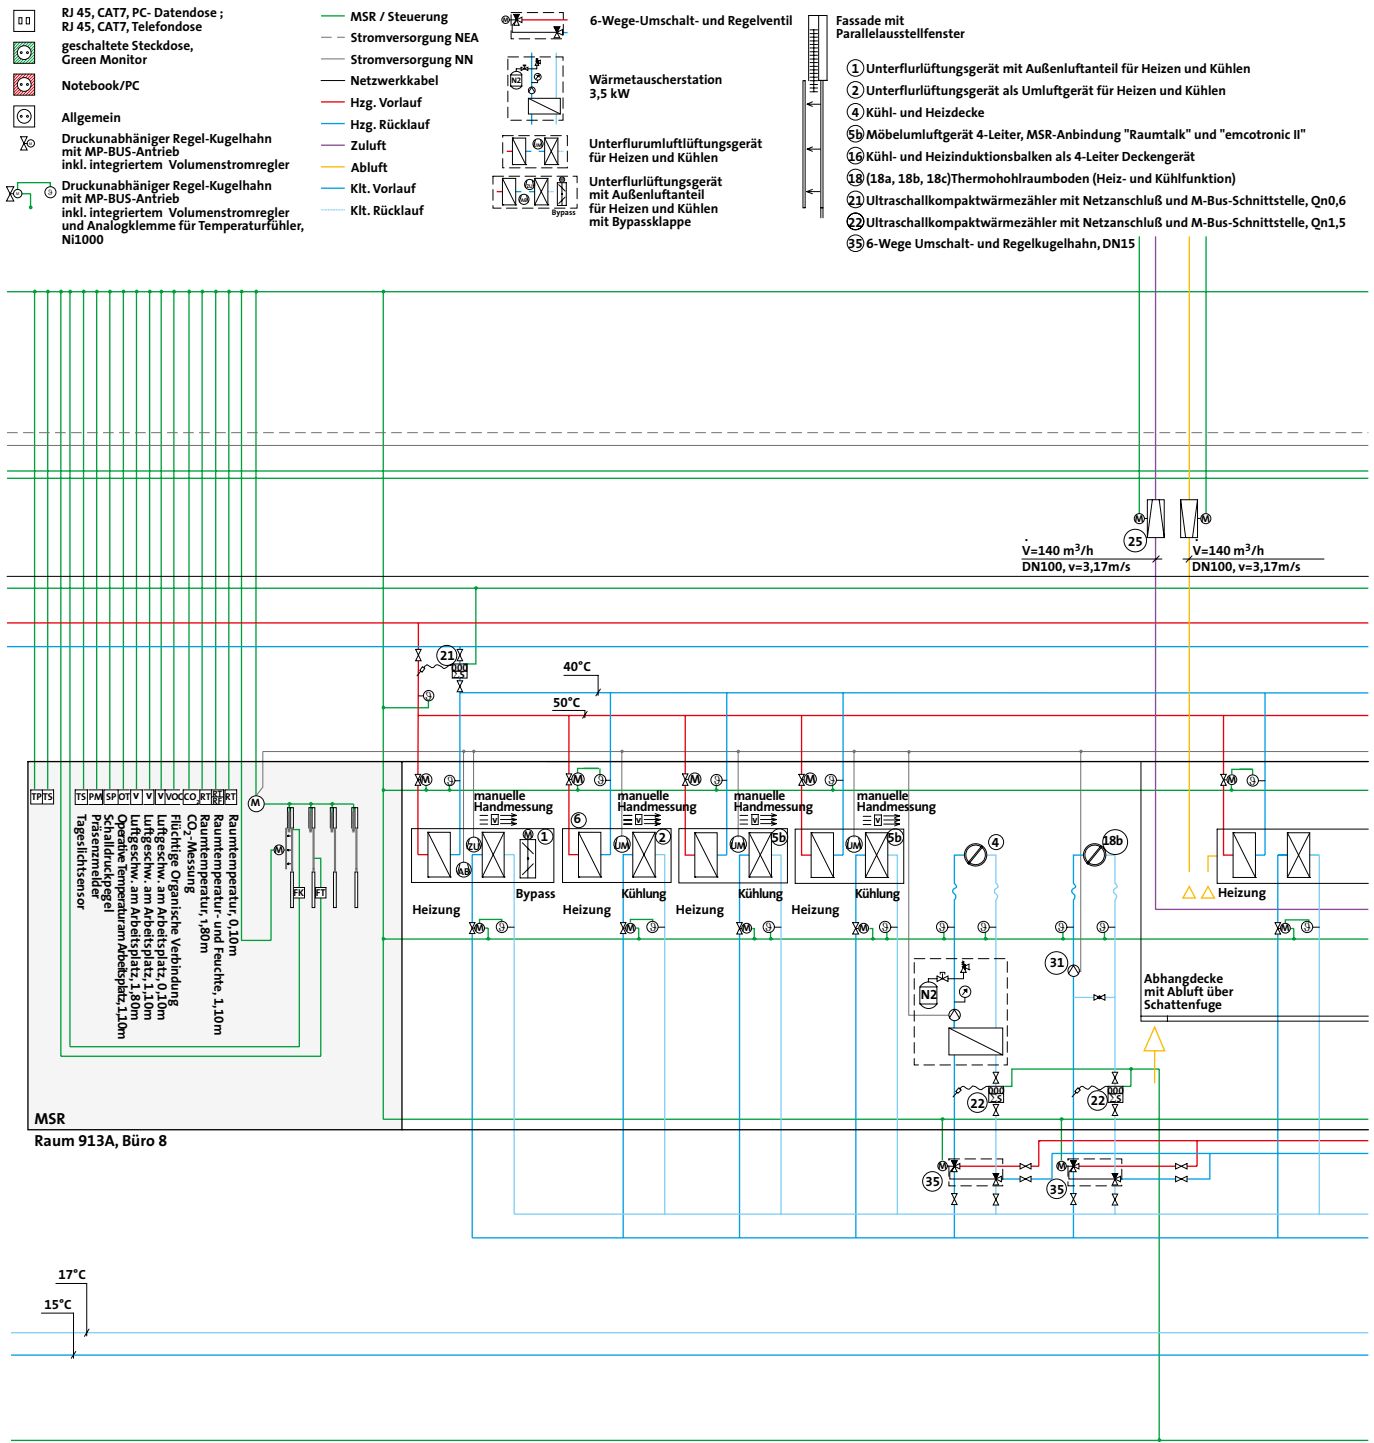 RJ 45, CAT7, PC- Datendose ;
RJ 45, CAT7, Telefondose
geschaltete Steckdose,
Green Monitor
Notebook/PC
Allgemein
Druckunabhäniger Regel-Kugelhahn
mit MP-BUS-Antrieb
inkl. integriertem Volumenstromregler
Druckunabhäniger Regel-Kugelhahn
mit MP-BUS-Antrieb
inkl. integriertem Volumenstromregler
und Analogklemme für Temperaturfühler,
Ni1000
MSR / Steuerung
Stromversorgung NEA
Stromversorgung NN
Netzwerkkabel
Hzg. Vorlauf
Hzg. Rücklauf
Zuluft
Abluft
Klt. Vorlauf
Klt. Rücklauf
6-Wege-Umschalt- und Regelventil
N2
Wärmetauscherstation
3,5 kW
UM
Unterflurumluftlüftungsgerät
für Heizen und Kühlen
ZU
AB
M
Bypass
Unterflurlüftungsgerät
mit Außenluftanteil
für Heizen und Kühlen
mit Bypassklappe
Fassade mit
Parallelausstellfenster
1 Unterflurlüftungsgerät mit Außenluftanteil für Heizen und Kühlen
2 Unterflurlüftungsgerät als Umluftgerät für Heizen und Kühlen
4 Kühl- und Heizdecke
5b Möbelumluftgerät 4-Leiter, MSR-Anbindung "Raumtalk" und "emcotronic II"
16 Kühl- und Heizinduktionsbalken als 4-Leiter Deckengerät
18 (18a, 18b, 18c)Thermohohlraumboden (Heiz- und Kühlfunktion)
21 Ultraschallkompaktwärmezähler mit Netzanschluß und M-Bus-Schnittstelle, Qn0,6
22 Ultraschallkompaktwärmezähler mit Netzanschluß und M-Bus-Schnittstelle, Qn1,5
35 6-Wege Umschalt- und Regelkugelhahn, DN15
M
M
25
V̇=140 m³/h
DN100, v=3,17m/s
V̇=140 m³/h
DN100, v=3,17m/s
21
000
Σ.S
40°C
50°C
TP TS TS PM SP OT V V V VOC CO₂ RT RT RF RT
M
M
FK
FT
Tageslichtsensor
Präsenzmelder
Schalldruckpegel
Operative Temperatur am Arbeitsplatz, 1,10m
Luftgeschw. am Arbeitsplatz, 1,80m
Luftgeschw. am Arbeitsplatz, 1,10m
Luftgeschw. am Arbeitsplatz, 0,10m
Flüchtige Organische Verbindung
CO₂-Messung
Raumtemperatur, 1,80m
Raumtemperatur- und Feuchte, 1,10m
Raumtemperatur, 0,10m
MSR
Raum 913A, Büro 8
M
manuelle
Handmessung
V
ZU
AB
M
1
Bypass
Heizung
M
M
6
manuelle
Handmessung
V
UM
2
Kühlung
Heizung
M
M
manuelle
Handmessung
V
UM
5b
Kühlung
Heizung
M
M
manuelle
Handmessung
V
UM
5b
Kühlung
Heizung
M
4
18b
M
Heizung
M
31
N2
Abhangdecke
mit Abluft über
Schattenfuge
22
000
Σ.S
22
000
Σ.S
M
35
M
35
17°C
15°C